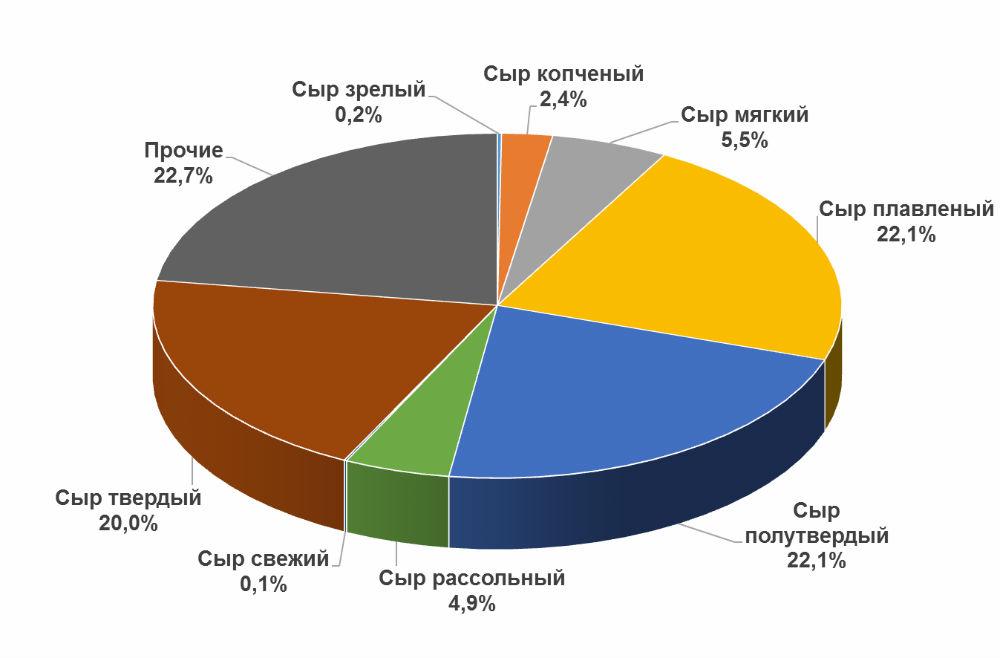 Сыр зрелый
0,2%
Сыр копченый
2,4%
Сыр мягкий
5,5%
Сыр плавленый
22,1%
Сыр
полутвердый
22,1%
Сыр рассольный
4,9%
Сыр свежий
0,1%
Сыр твердый
20,0%
Прочие
22,7%